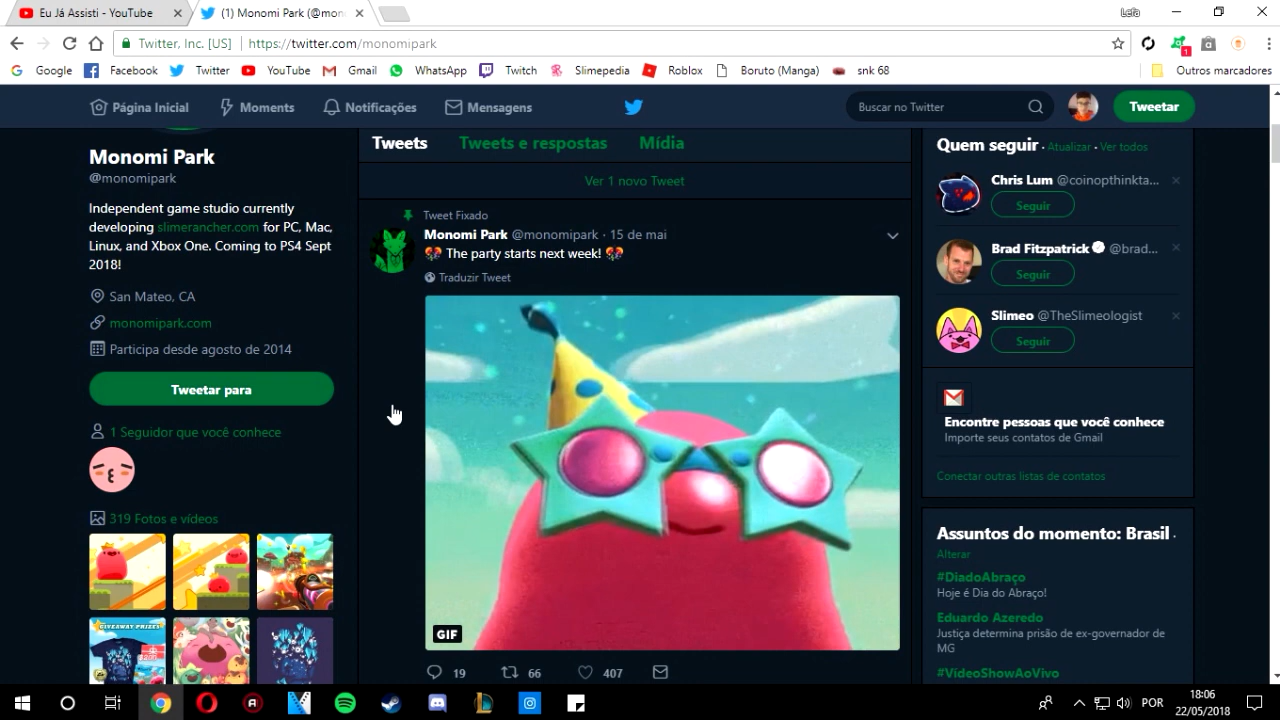 Eu Já Assisti - YouTube
(1) Monomi Park (@mon
Lefa
Twitter, Inc. [US]
https://twitter.com/monomipark
Google
Facebook
Twitter
YouTube
Gmail
WhatsApp
Twitch
Slimepedia
Roblox
Boruto (Manga)
snk 68
Outros marcadores
Página Inicial
Moments
Notificações
Mensagens
Buscar no Twitter
Tweetar
Monomi Park
@monomipark
Independent game studio currently
developing slimerancher.com for PC, Mac,
Linux, and Xbox One. Coming to PS4 Sept
2018!
San Mateo, CA
monomipark.com
Participa desde agosto de 2014
Tweetar para
1 Seguidor que você conhece
319 Fotos e vídeos
GIVEAWAY PRIZES
Tweets
Tweets e respostas
Mídia
Ver 1 novo Tweet
Tweet Fixado
Monomi Park @monomipark · 15 de mai
The party starts next week!
Traduzir Tweet
GIF
19
66
407
Quem seguir · Atualizar · Ver todos
Chris Lum @coinopthinkta...
Seguir
Brad Fitzpatrick @brad...
Seguir
Slimeo @TheSlimeologist
Seguir
Encontre pessoas que você conhece
Importe seus contatos de Gmail
Conectar outras listas de contatos
Assuntos do momento: Brasil ·
Alterar
#DiadoAbraço
Hoje é Dia do Abraço!
Eduardo Azeredo
Justiça determina prisão de ex-governador de
MG
#VídeoShowAoVivo
POR
18:06
22/05/2018